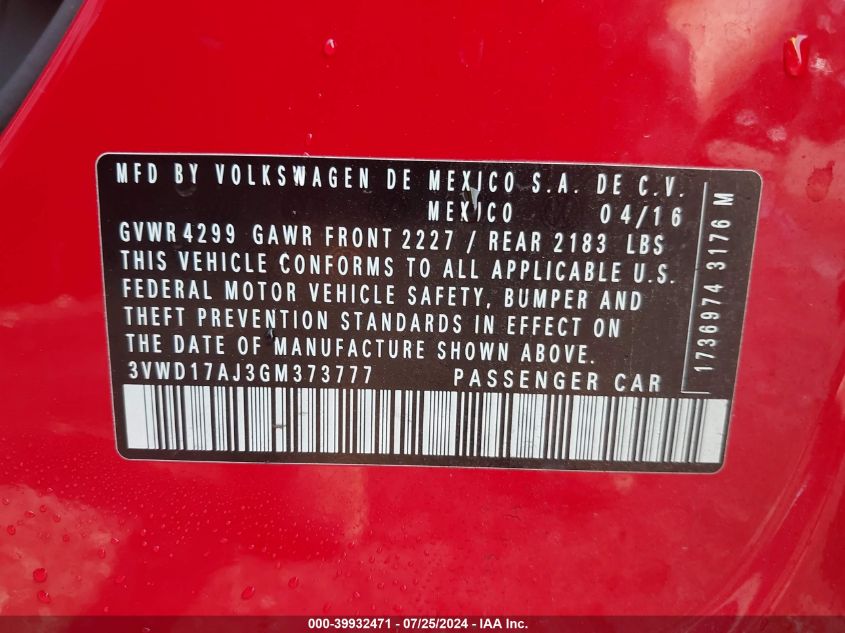 MFD BY VOLKSWAGEN DE MEXICO S.A. DE C.V.
MEXICO 04/16
GVWR 4299 GAWR FRONT 2227 / REAR 2183 LBS
THIS VEHICLE CONFORMS TO ALL APPLICABLE U.S.
FEDERAL MOTOR VEHICLE SAFETY, BUMPER AND
THEFT PREVENTION STANDARDS IN EFFECT ON
THE DATE OF MANUFACTURE SHOWN ABOVE.
3VWD17AJ3GM373777 PASSENGER CAR
1736974 3176 M
000-39932471 - 07/25/2024 - IAA Inc.